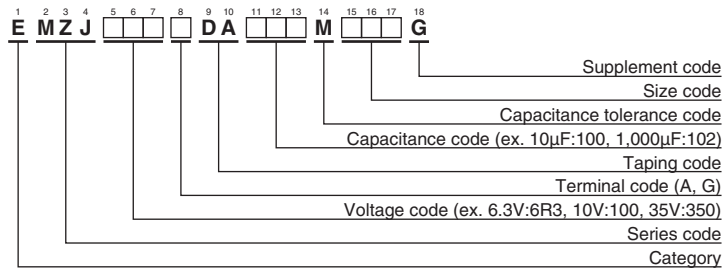 1 2 3 4 5 6 7 8 9 10 11 12 13 14 15 16 17 18
E MZJ □□□ □ DA □□□ M □□□ G
Supplement code
Size code
Capacitance tolerance code
Capacitance code (ex. 10μF:100, 1,000μF:102)
Taping code
Terminal code (A, G)
Voltage code (ex. 6.3V:6R3, 10V:100, 35V:350)
Series code
Category